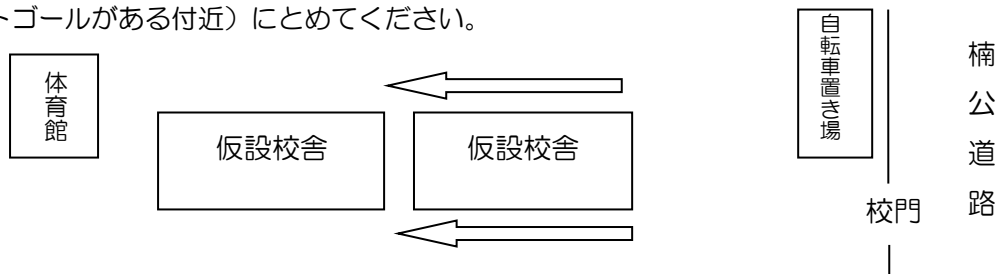 トゴールがある付近）にとめてください。
体育館
仮設校舎
仮設校舎
自転車置き場
校門
楠公道路